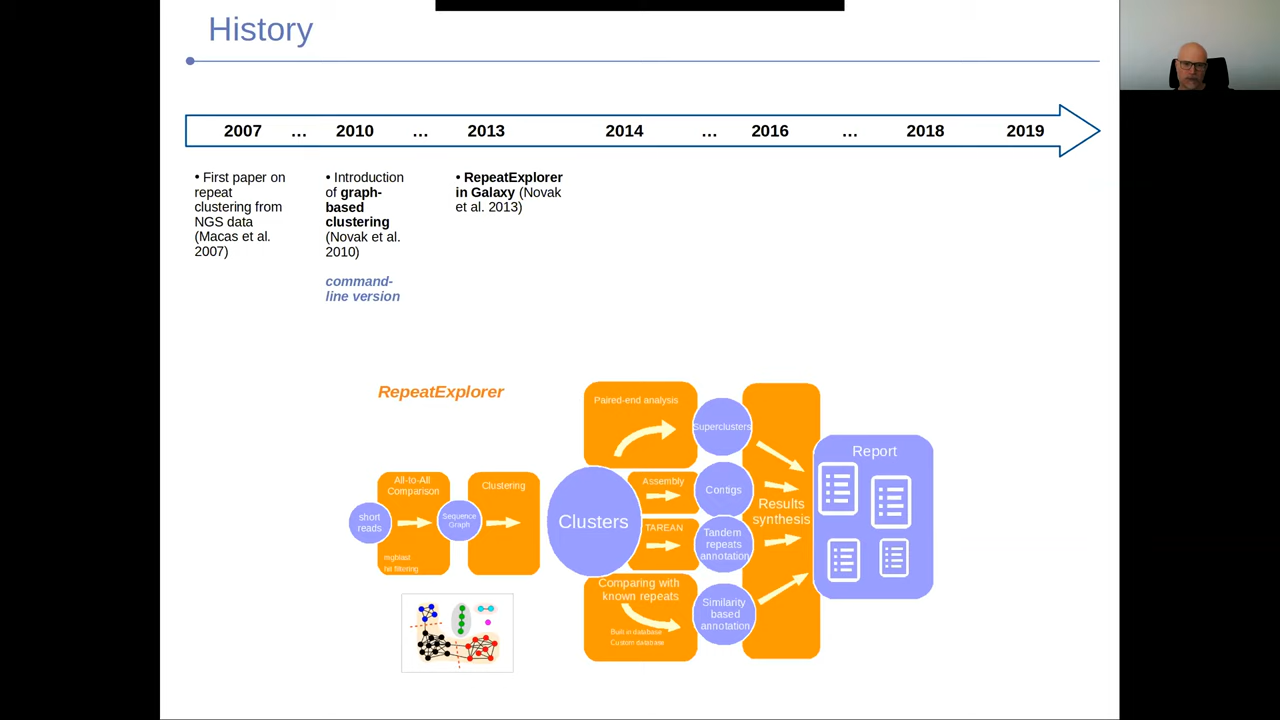 History
2007 ... 2010 ... 2013 2014 ... 2016 ... 2018 2019
• First paper on
repeat
clustering from
NGS data
(Macas et al.
2007)
• Introduction
of graph-
based
clustering
(Novak et al.
2010)
command-
line version
• RepeatExplorer
in Galaxy (Novak
et al. 2013)
RepeatExplorer
short
reads
All-to-All
Comparison
mgblast
hit filtering
Sequence
Graph
Clustering
Clusters
Paired-end analysis
Superclusters
Assembly
Contigs
TAREAN
Tandem
repeats
annotation
Comparing with
known repeats
Built in database
Custom database
Similarity
based
annotation
Results
synthesis
Report